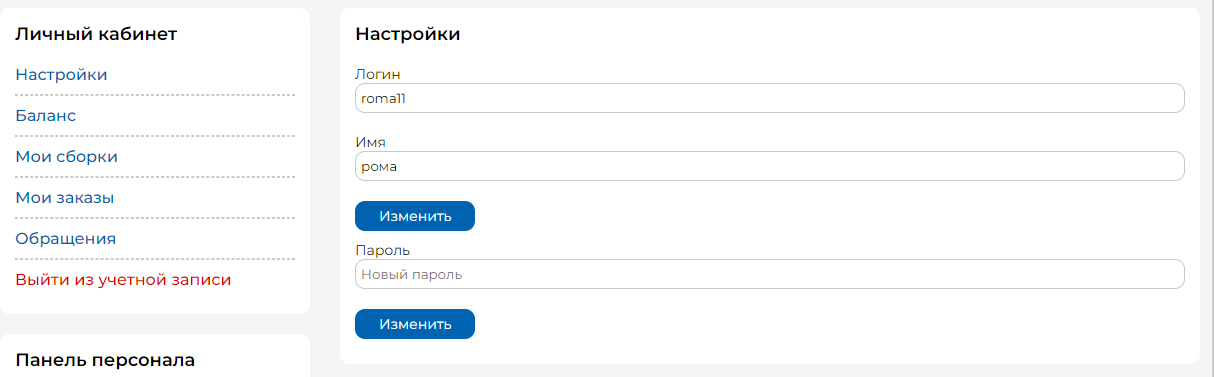 Личный кабинет
Настройки
Баланс
Мои сборки
Мои заказы
Обращения
Выйти из учетной записи
Панель персонала
Настройки
Логин
roma11
Имя
рома
Изменить
Пароль
Новый пароль
Изменить